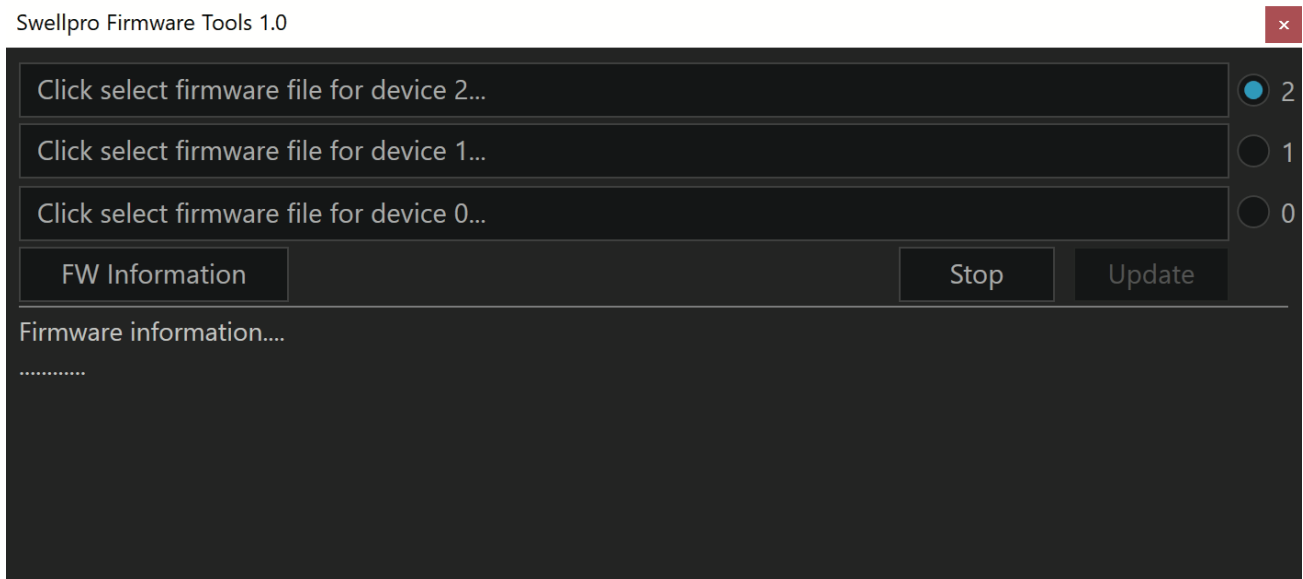 Swellpro Firmware Tools 1.0 ×
Click select firmware file for device 2... 2
Click select firmware file for device 1... 1
Click select firmware file for device 0... 0
FW Information Stop Update
Firmware information....
............